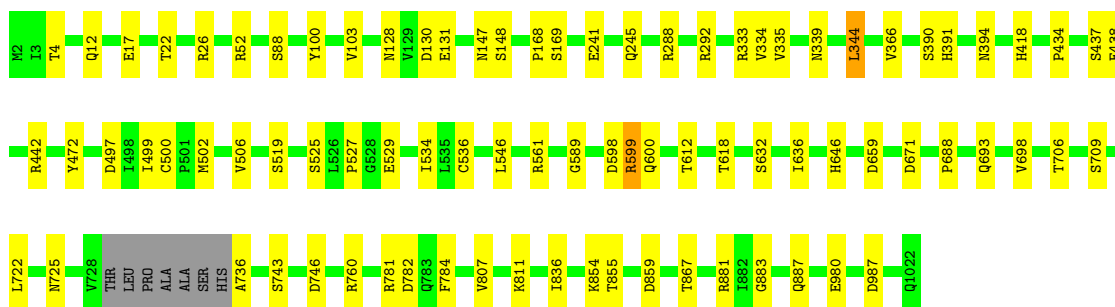 M2 I3 T4 Q12 E17 T22 R26 R52 S88 Y100 V103 N128 V129 D130 E131 N147 S148 P168 S169 E241 Q245 R288 R292 R333 V334 V335 N339 L344 V366 S390 H391 N394 H418 P434 S437
R442 Y472 D497 I498 I499 C500 P501 M502 V506 S519 S525 L526 P527 G528 E529 I534 L535 C536 L546 R561 G589 D598 R599 Q600 T612 T618 S632 I636 H646 D659 D671 P688 Q693 V698 T706 S709
L722 N725 V728 THR LEU PRO ALA ALA SER HIS A736 S743 D746 R760 R781 D782 Q783 F784 V807 K811 I836 K854 T855 D859 T867 R881 I882 G883 Q887 E980 D987 Q1022